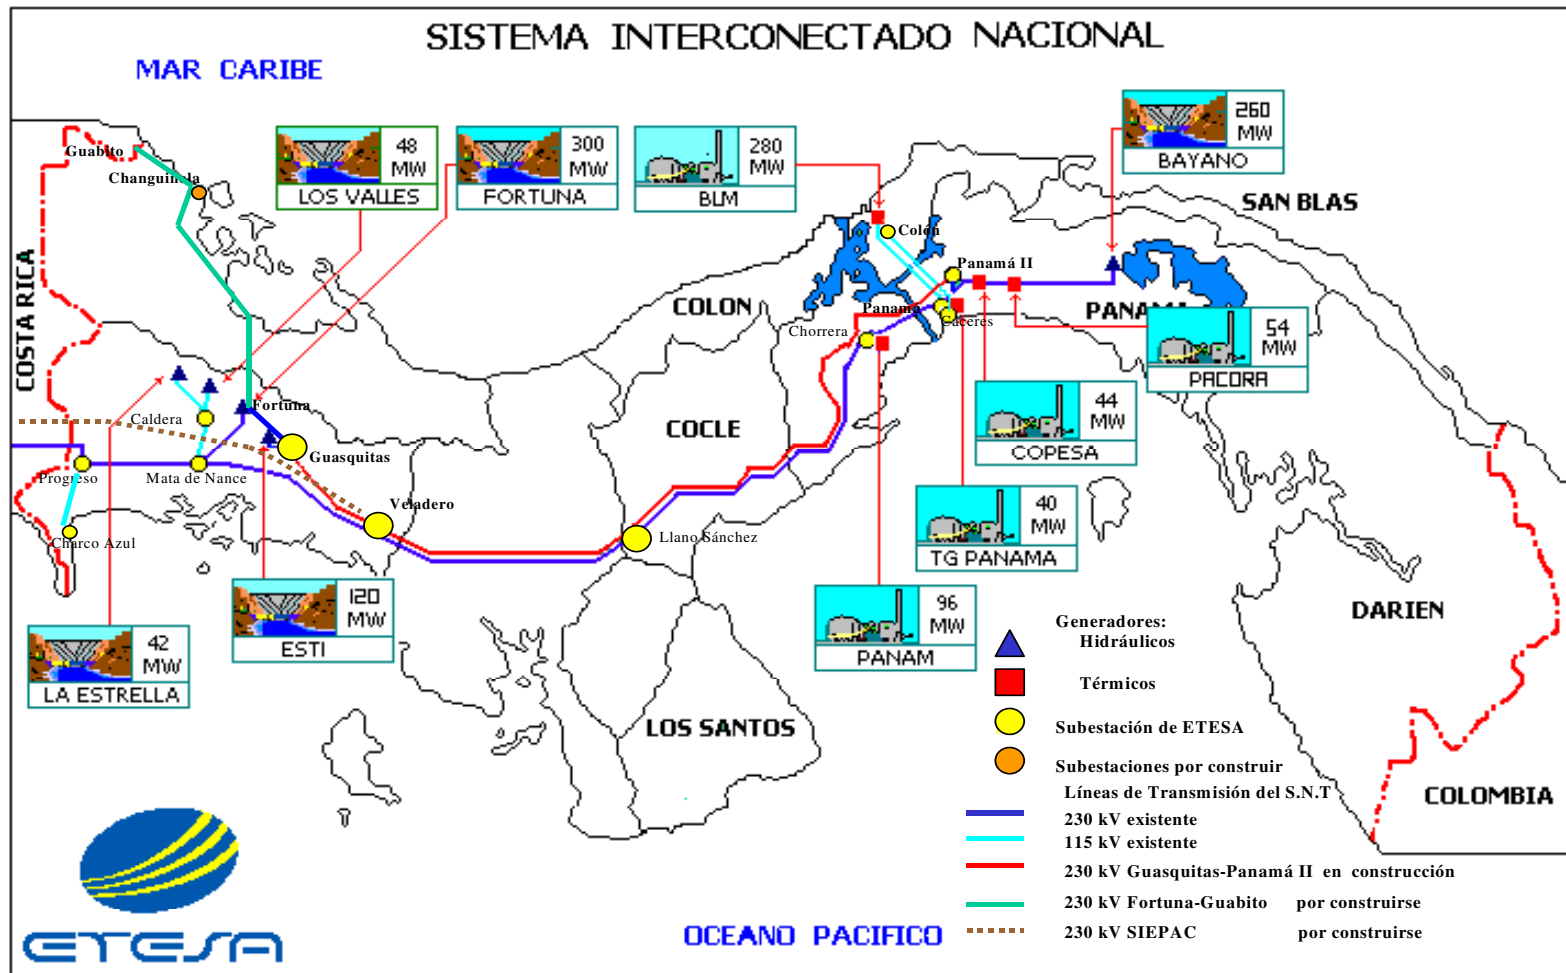 SISTEMA INTERCONECTADO NACIONAL
MAR CARIBE
260
MW
BAYANO
48
MW
LOS VALLES
300
MW
FORTUNA
280
MW
BLM
Guabito
Changuinola
SAN BLAS
Colón
Panamá II
COSTA RICA
COLON
Panamá
PANAMA
Cáceres
Chorrera
54
MW
PACORA
Caldera
Fortuna
COCLE
44
MW
COPESA
Guasquitas
Progreso
Mata de Nance
Veladero
Llano Sánchez
40
MW
TG PANAMA
Charco Azul
120
MW
ESTI
96
MW
PANAM
42
MW
LA ESTRELLA
DARIEN
LOS SANTOS
COLOMBIA
Generadores:
Hidráulicos
Térmicos
Subestación de ETESA
Subestaciones por construir
Líneas de Transmisión del S.N.T
230 kV existente
115 kV existente
230 kV Guasquitas-Panamá II en construcción
230 kV Fortuna-Guabito por construirse
230 kV SIEPAC por construirse
OCEANO PACIFICO
ETESA